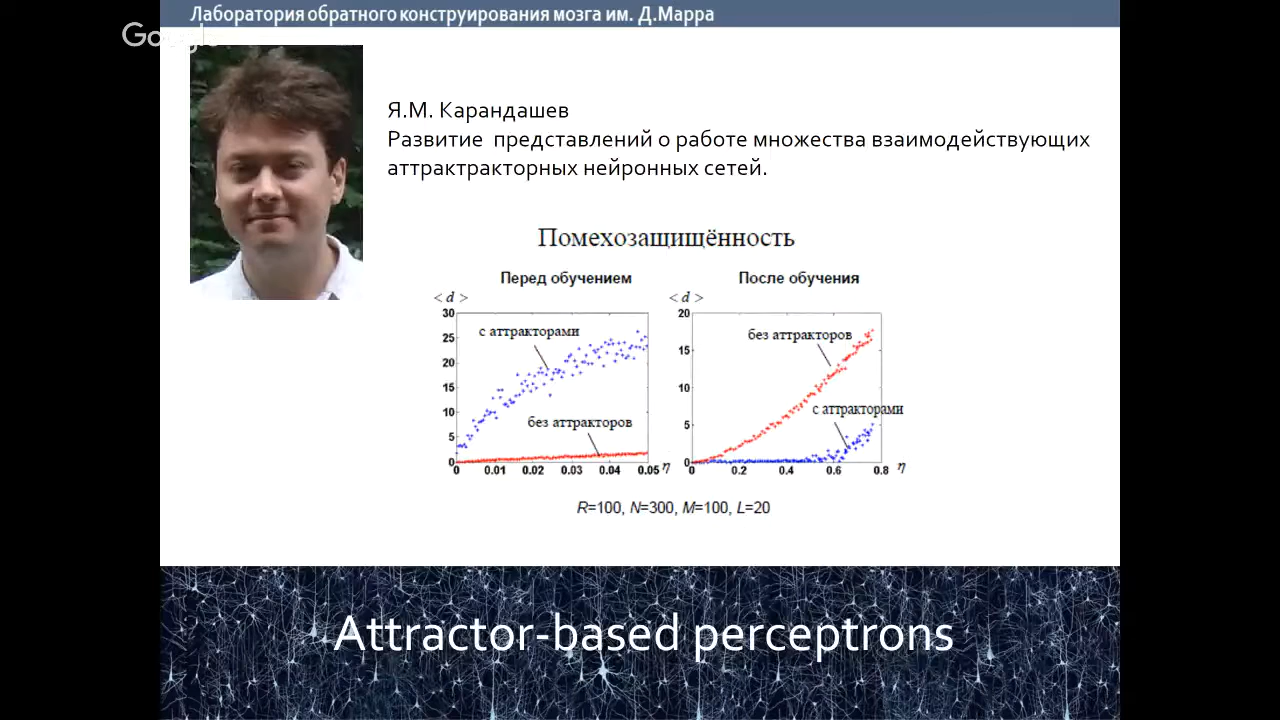 Лаборатория обратного конструирования мозга им. Д.Марра
Google
Я.М. Карандашев
Развитие представлений о работе множества взаимодействующих
аттрактракторных нейронных сетей.
Помехозащищённость
Перед обучением
После обучения
< d >
30
25
20
15
10
5
0
с аттракторами
без аттракторов
0 0.01 0.02 0.03 0.04 0.05 η
< d >
20
15
10
5
0
без аттракторов
с аттракторами
0 0.2 0.4 0.6 0.8 η
R=100, N=300, M=100, L=20
Attractor-based perceptrons